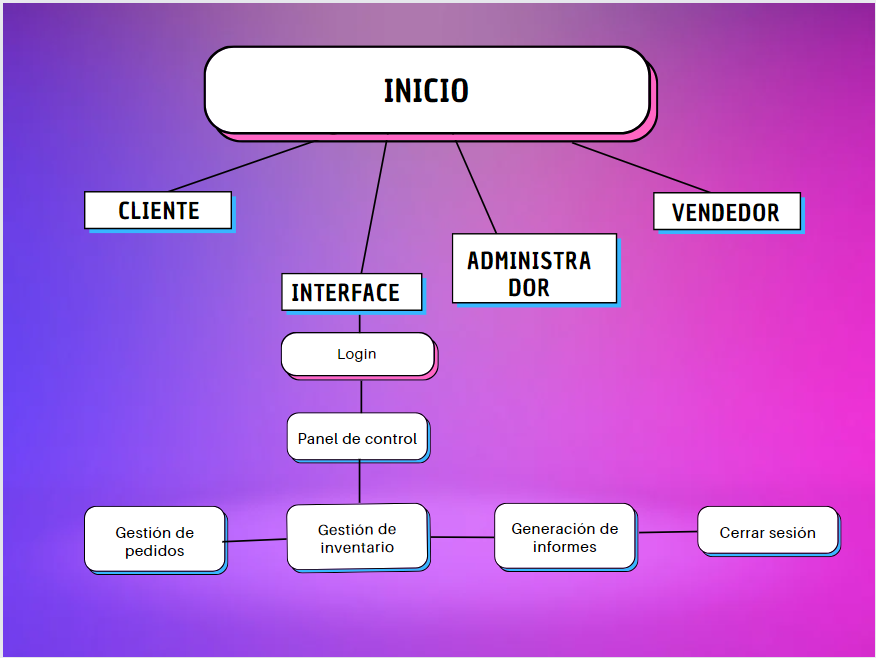 INICIO
CLIENTE
VENDEDOR
ADMINISTRA
DOR
INTERFACE
Login
Panel de control
Gestión de
pedidos
Gestión de
inventario
Generación de
informes
Cerrar sesión